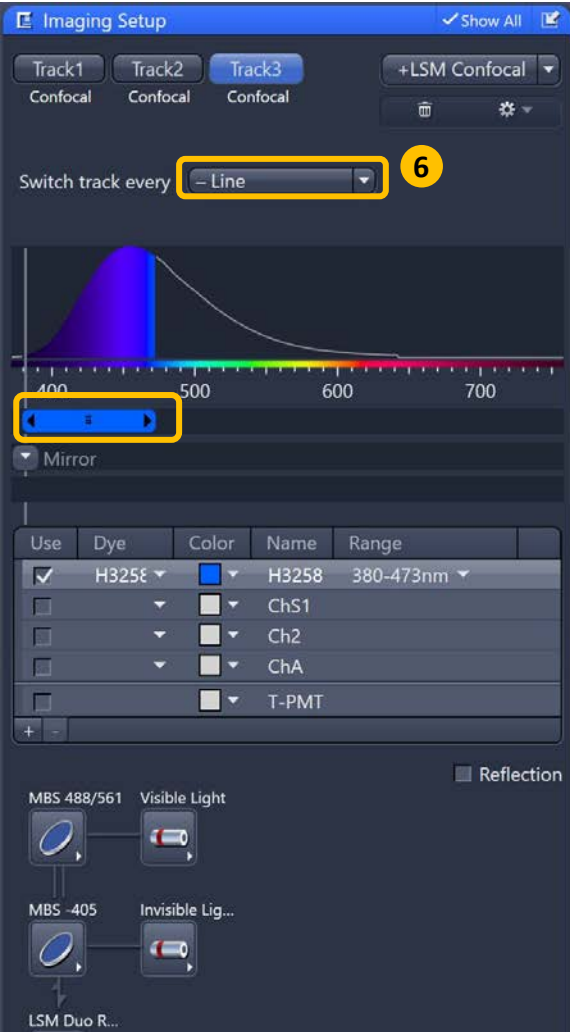 Imaging Setup Show All
Track1 Track2 Track3 +LSM Confocal
Confocal Confocal Confocal
Switch track every – Line 6
400 500 600 700
Mirror
Use Dye Color Name Range
H3258 H3258 380-473nm
ChS1
Ch2
ChA
T-PMT
+ -
Reflection
MBS 488/561 Visible Light
MBS -405 Invisible Lig...
LSM Duo R...